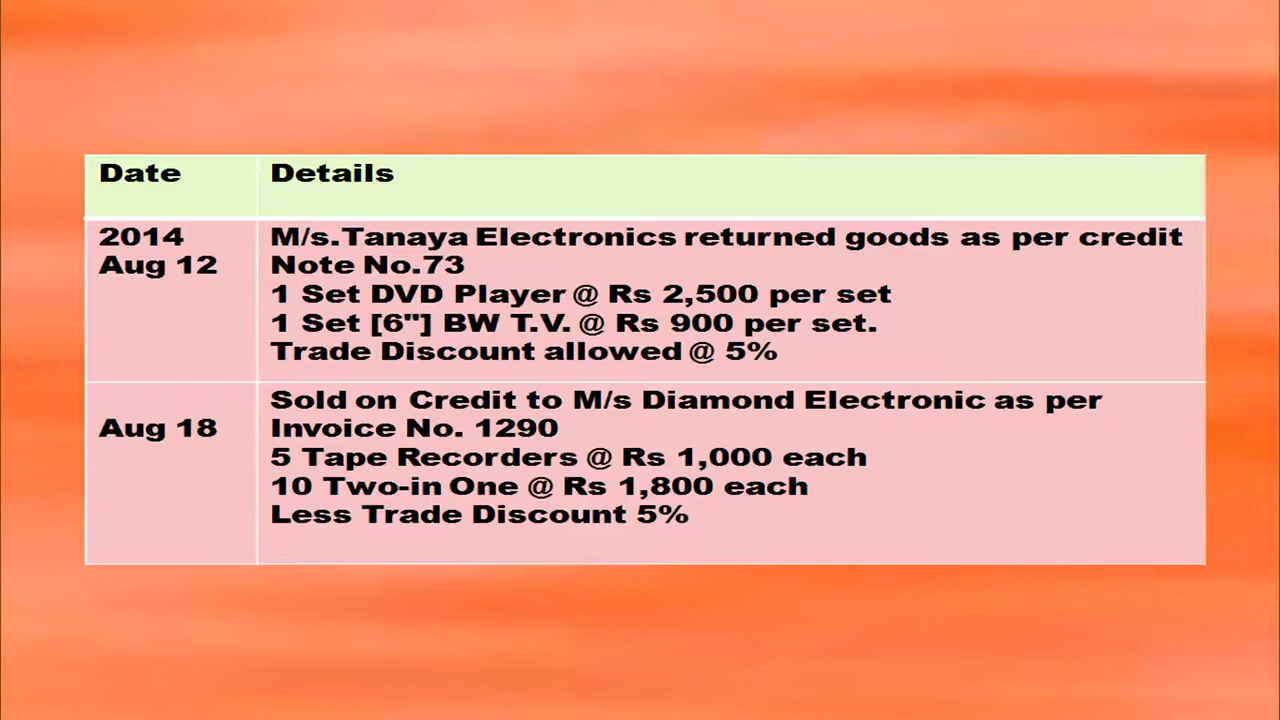 Date
Details
2014
Aug 12
M/s.Tanaya Electronics returned goods as per credit
Note No.73
1 Set DVD Player @ Rs 2,500 per set
1 Set [6"] BW T.V. @ Rs 900 per set.
Trade Discount allowed @ 5%
Aug 18
Sold on Credit to M/s Diamond Electronic as per
Invoice No. 1290
5 Tape Recorders @ Rs 1,000 each
10 Two-in One @ Rs 1,800 each
Less Trade Discount 5%